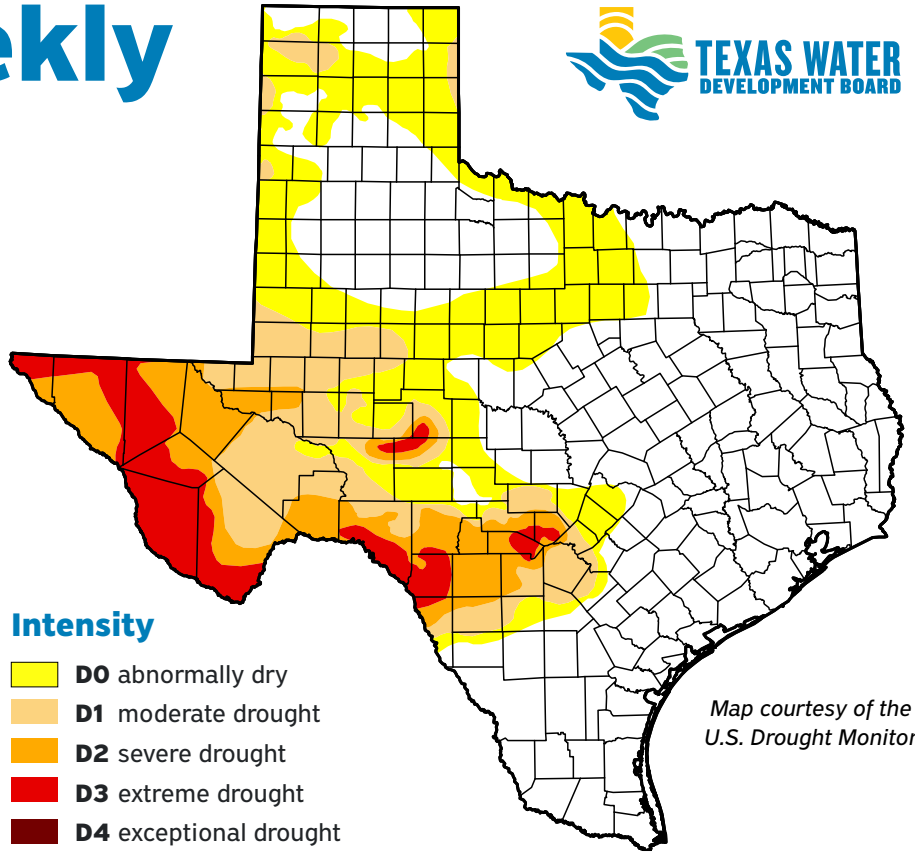 ekly
TEXAS WATER
DEVELOPMENT BOARD
Intensity
D0 abnormally dry
D1 moderate drought
D2 severe drought
D3 extreme drought
D4 exceptional drought
Map courtesy of the
U.S. Drought Monitor